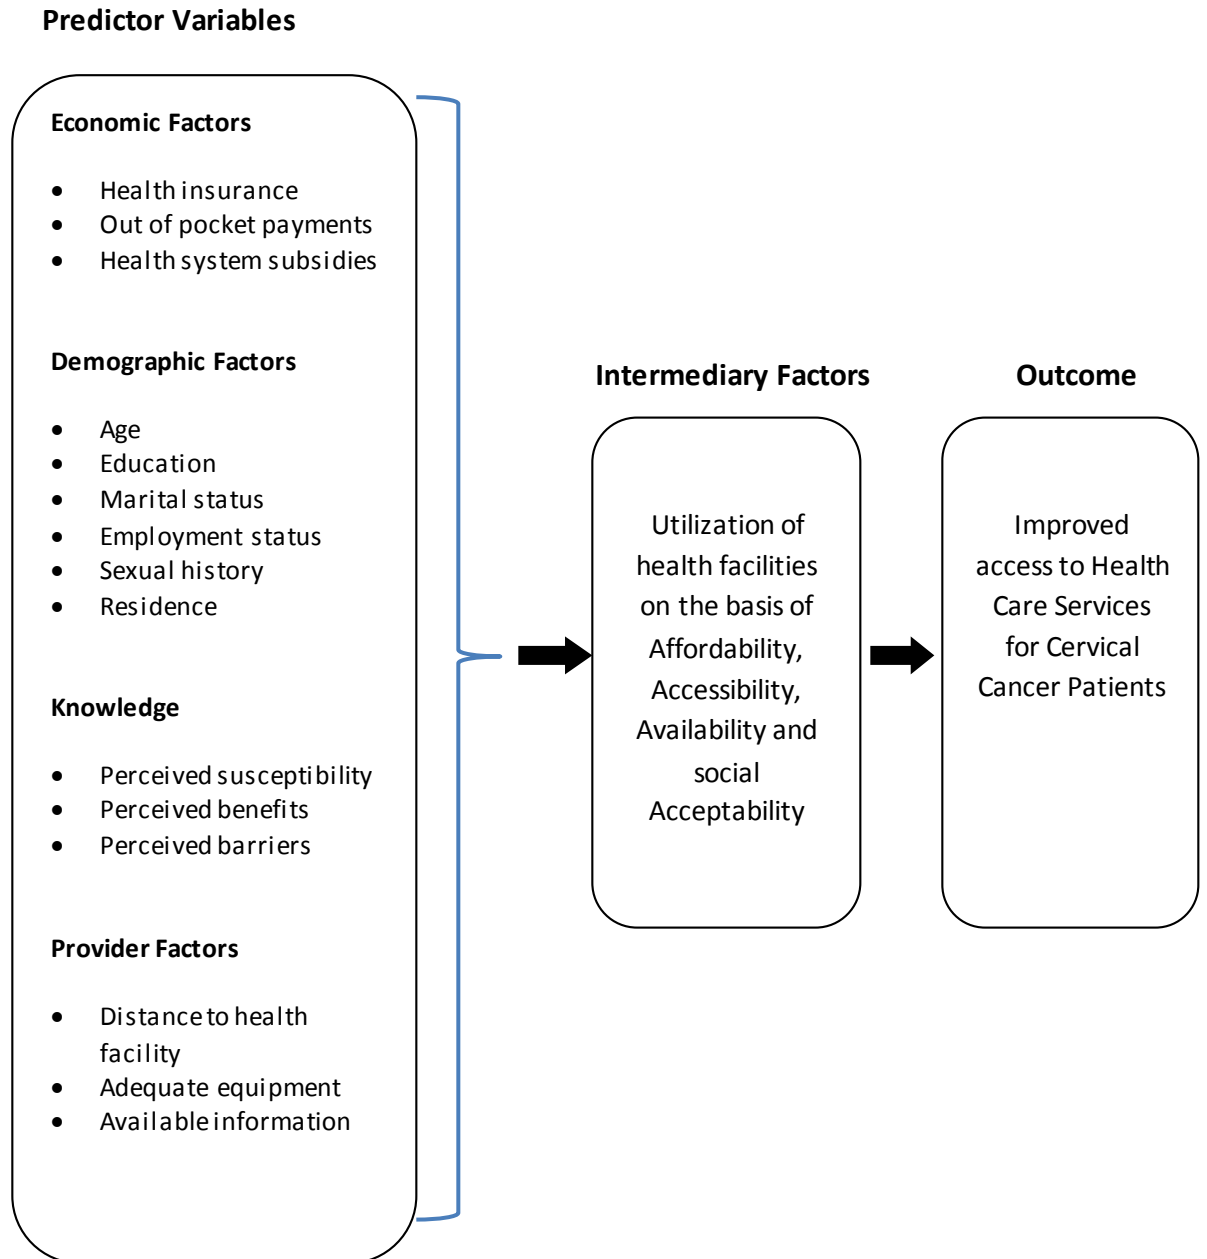 Predictor Variables
Economic Factors
• Health insurance
• Out of pocket payments
• Health system subsidies
Demographic Factors
• Age
• Education
• Marital status
• Employment status
• Sexual history
• Residence
Knowledge
• Perceived susceptibility
• Perceived benefits
• Perceived barriers
Provider Factors
• Distance to health
facility
• Adequate equipment
• Available information
Intermediary Factors
Utilization of
health facilities
on the basis of
Affordability,
Accessibility,
Availability and
social
Acceptability
Outcome
Improved
access to Health
Care Services
for Cervical
Cancer Patients